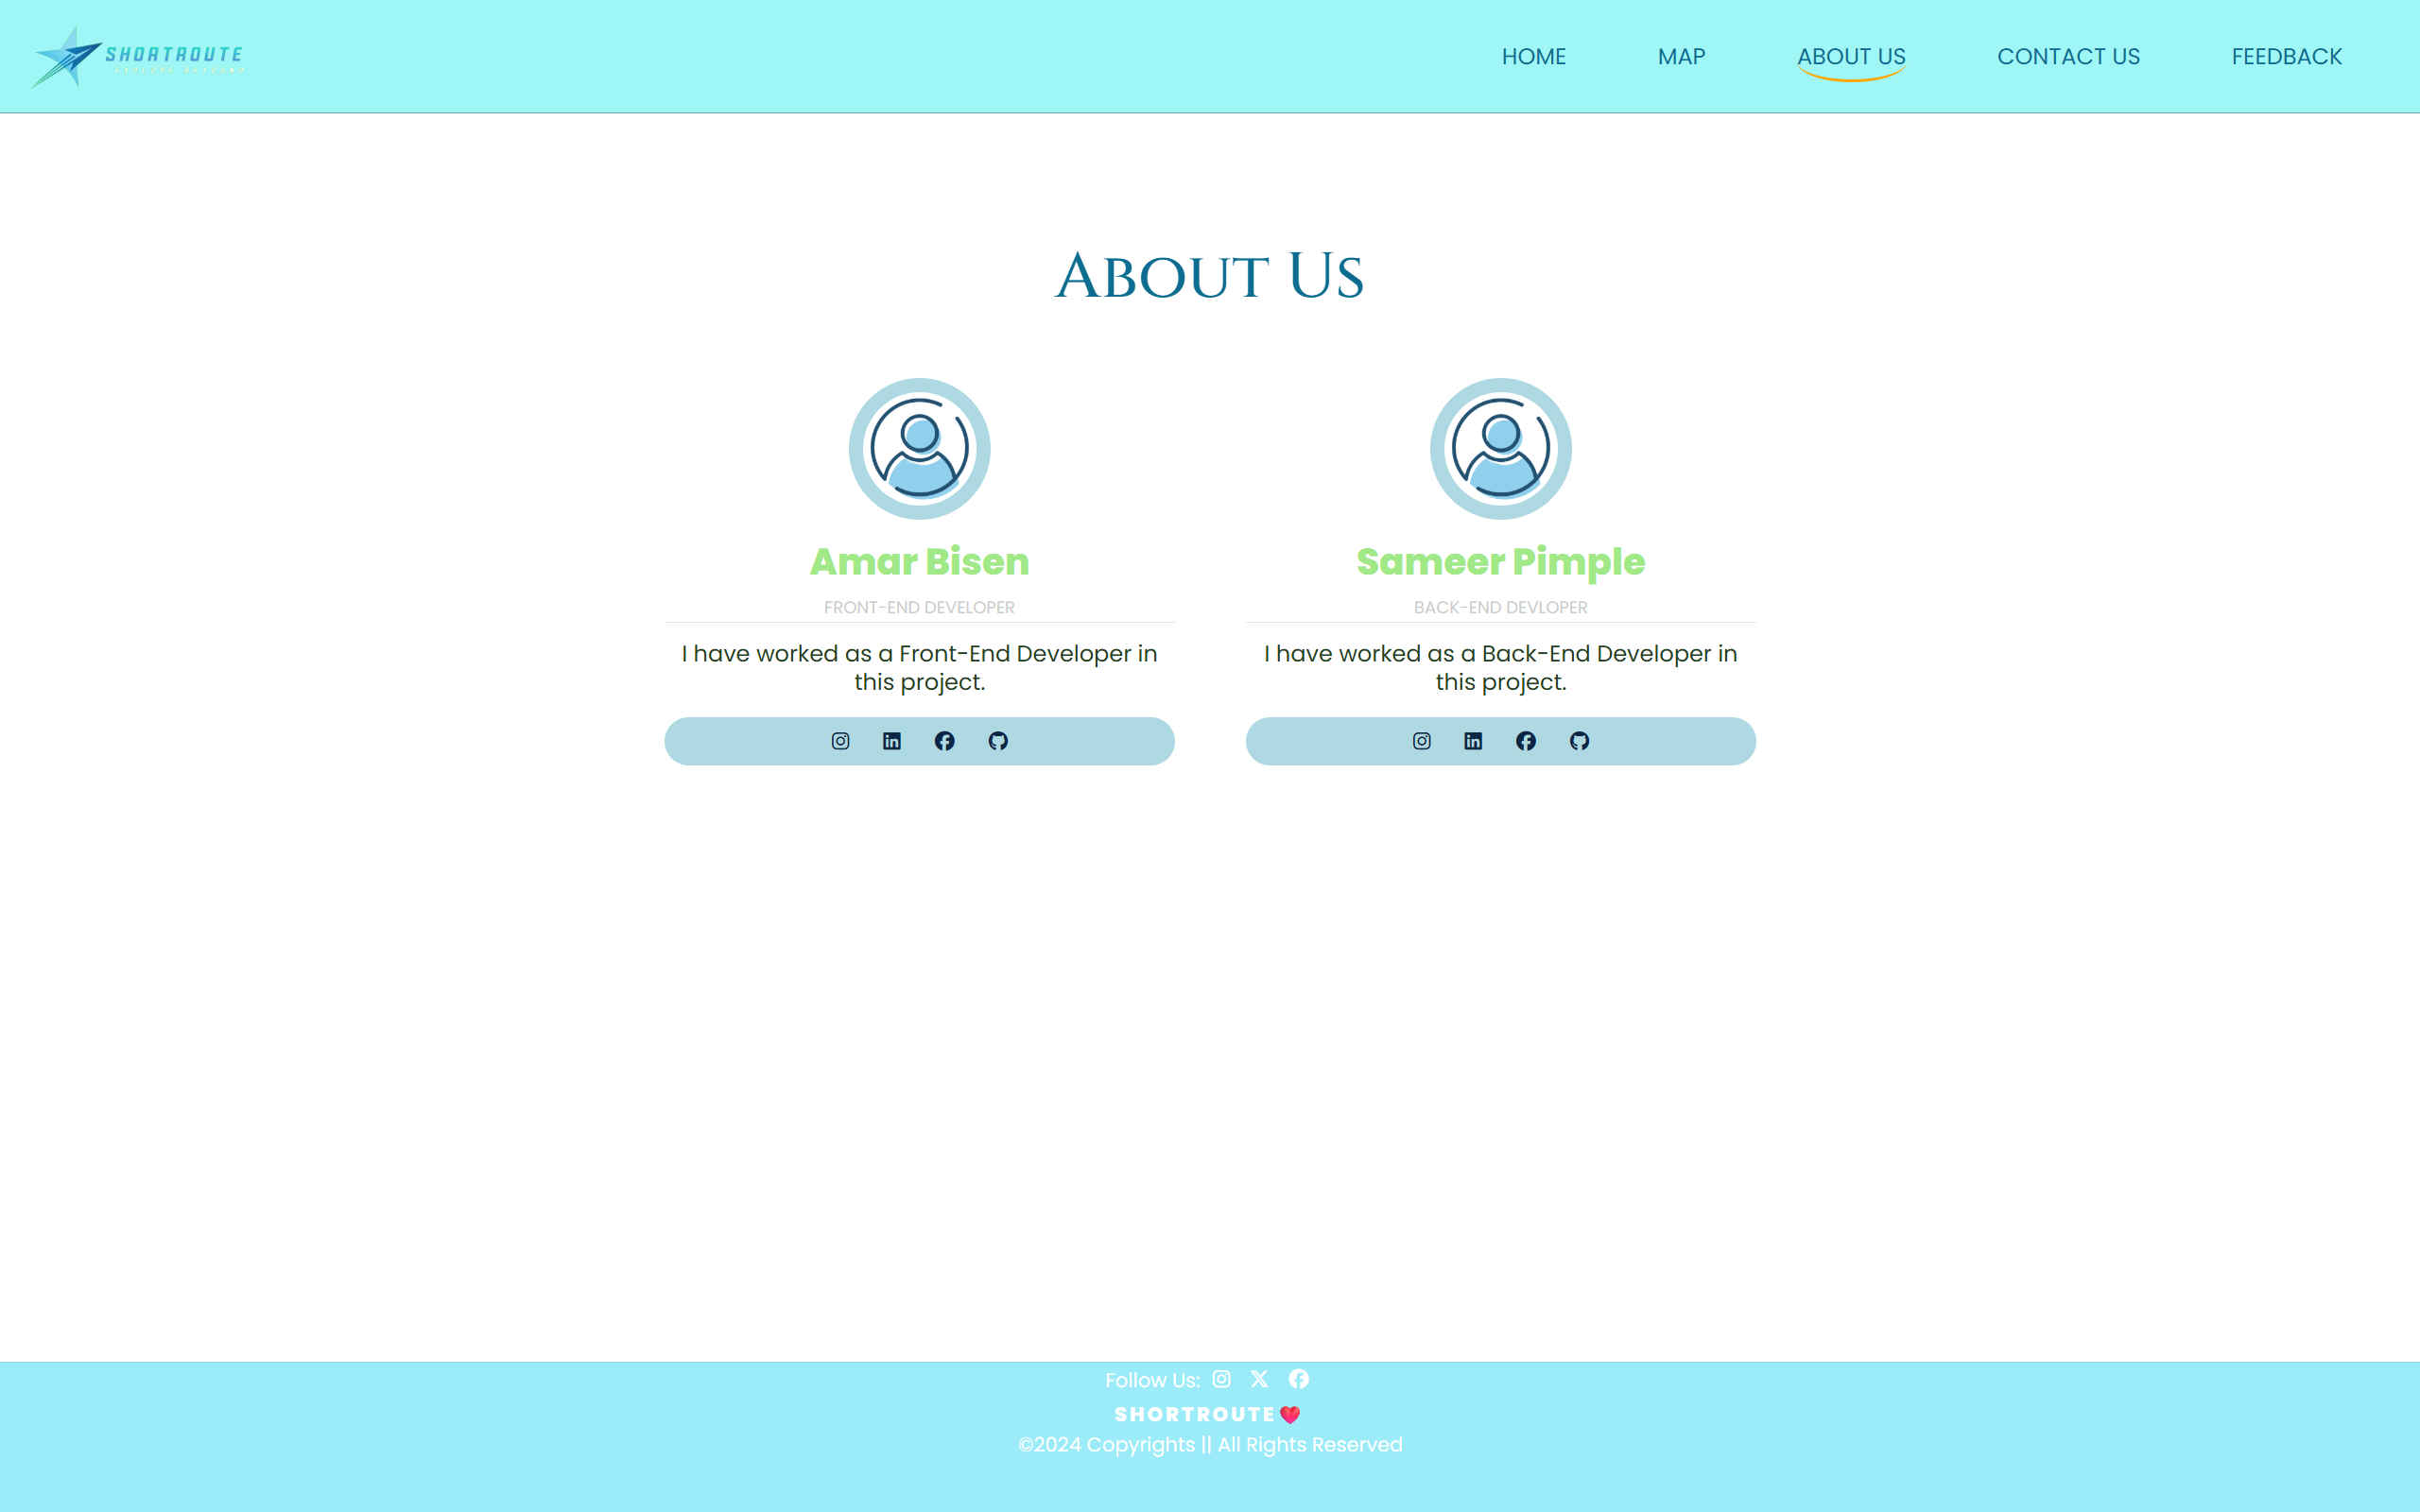 SHORTROUTE
HOME
MAP
ABOUT US
CONTACT US
FEEDBACK
About Us
Amar Bisen
FRONT-END DEVELOPER
I have worked as a Front-End Developer in
this project.
Sameer Pimple
BACK-END DEVLOPER
I have worked as a Back-End Developer in
this project.
Follow Us:
SHORTROUTE
©2024 Copyrights || All Rights Reserved